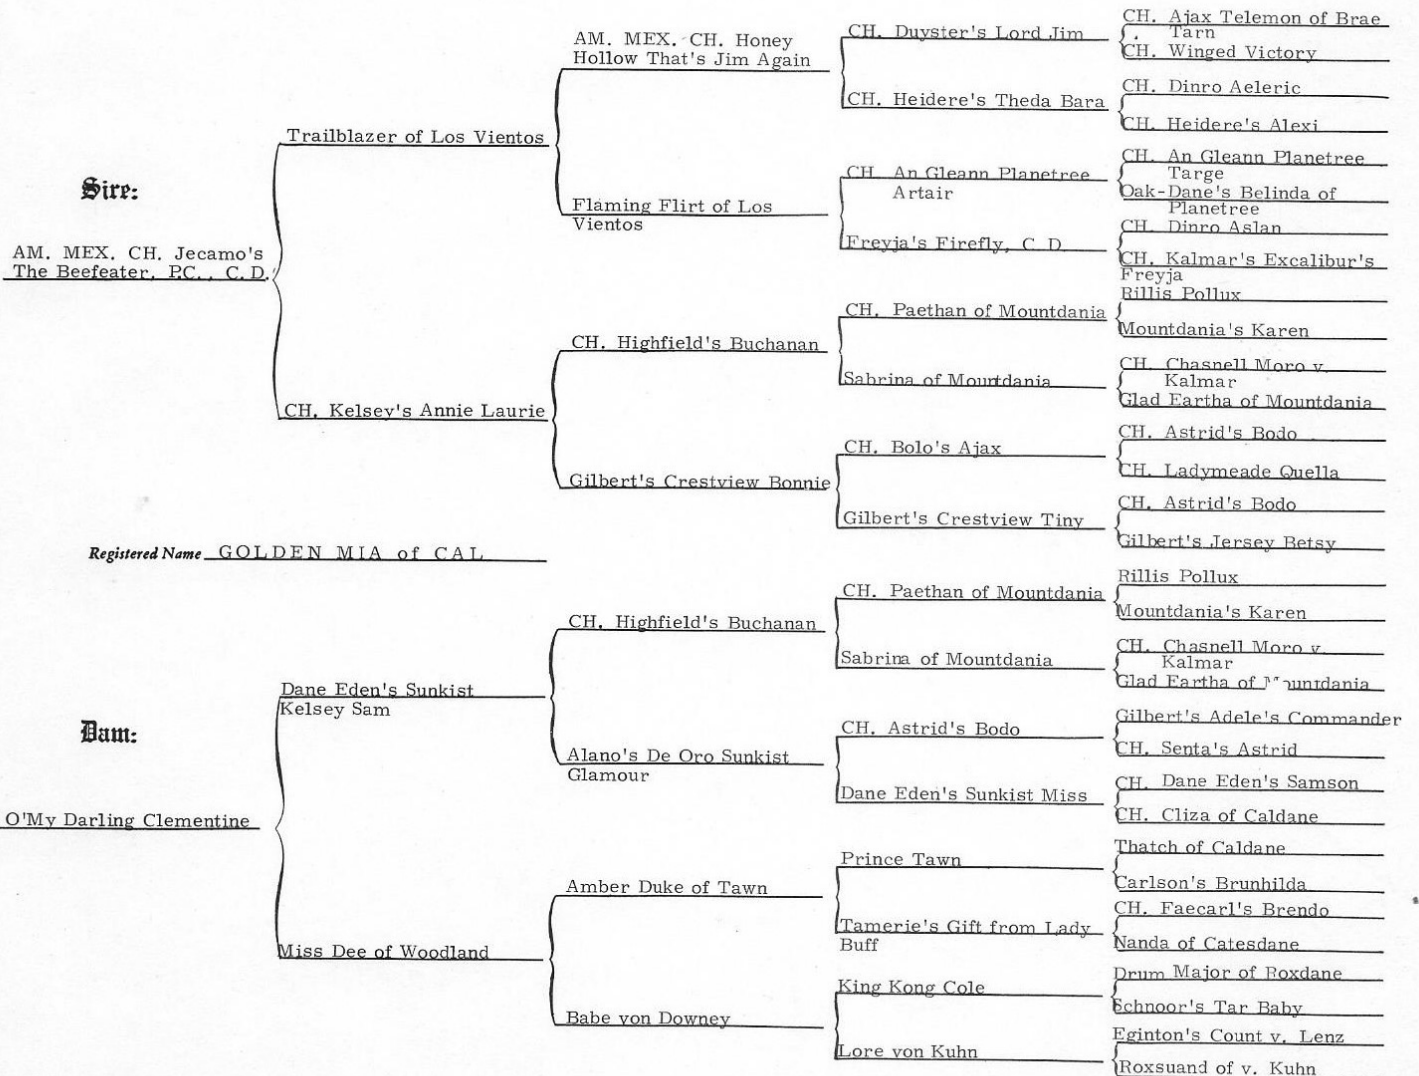 CH. Ajax Telemon of Brae
Tarn
CH. Duyster's Lord Jim
CH. Winged Victory
AM. MEX. CH. Honey
Hollow That's Jim Again
CH. Dinro Aeleric
CH. Heidere's Theda Bara
CH. Heidere's Alexi
Trailblazer of Los Vientos
CH. An Gleann Planetree
Targe
CH. An Gleann Planetree
Artair
Oak-Dane's Belinda of
Planetree
Flaming Flirt of Los
Vientos
CH. Dinro Aslan
Freyja's Firefly, C. D.
CH. Kalmar's Excalibur's
Freyja
Sire:
AM. MEX. CH. Jecamo's
The Beefeater, P.C., C. D.
Rillis Pollux
CH. Paethan of Mountdania
Mountdania's Karen
CH. Highfield's Buchanan
CH. Chasnell Moro v.
Kalmar
Sabrina of Mountdania
Glad Eartha of Mountdania
CH. Kelsey's Annie Laurie
CH. Astrid's Bodo
CH. Bolo's Ajax
CH. Ladymeade Quella
Gilbert's Crestview Bonnie
CH. Astrid's Bodo
Gilbert's Crestview Tiny
Gilbert's Jersey Betsy
Registered Name GOLDEN MIA of CAL
Rillis Pollux
CH. Paethan of Mountdania
Mountdania's Karen
CH. Highfield's Buchanan
CH. Chasnell Moro v.
Kalmar
Sabrina of Mountdania
Glad Eartha of Mountdania
Dane Eden's Sunkist
Kelsey Sam
Gilbert's Adele's Commander
CH. Astrid's Bodo
CH. Senta's Astrid
Alano's De Oro Sunkist
Glamour
CH. Dane Eden's Samson
Dane Eden's Sunkist Miss
CH. Cliza of Caldane
Dam:
O'My Darling Clementine
Thatch of Caldane
Prince Tawn
Carlson's Brunhilda
Amber Duke of Tawn
CH. Faecarl's Brendo
Tamerie's Gift from Lady
Buff
Nanda of Catesdane
Miss Dee of Woodland
Drum Major of Roxdane
King Kong Cole
Schnoor's Tar Baby
Babe von Downey
Eginton's Count v. Lenz
Lore von Kuhn
Roxsuand of v. Kuhn